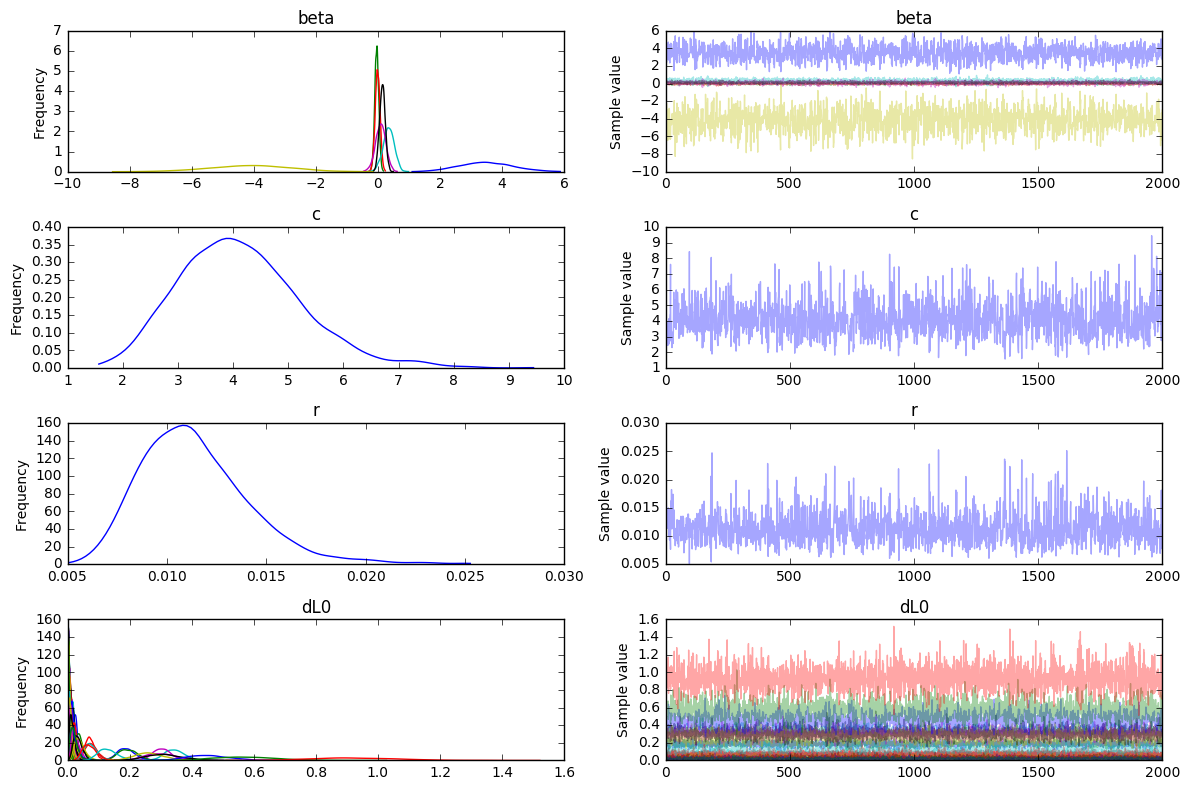 beta
Frequency
7
6
5
4
3
2
1
0
−10 −8 −6 −4 −2 0 2 4 6
beta
Sample value
6
4
2
0
−2
−4
−6
−8
−10
0 500 1000 1500 2000
c
Frequency
0.40
0.35
0.30
0.25
0.20
0.15
0.10
0.05
0.00
1 2 3 4 5 6 7 8 9 10
c
Sample value
10
9
8
7
6
5
4
3
2
1
0 500 1000 1500 2000
r
Frequency
160
140
120
100
80
60
40
20
0
0.005 0.010 0.015 0.020 0.025 0.030
r
Sample value
0.030
0.025
0.020
0.015
0.010
0.005
0 500 1000 1500 2000
dL0
Frequency
160
140
120
100
80
60
40
20
0
0.0 0.2 0.4 0.6 0.8 1.0 1.2 1.4 1.6
dL0
Sample value
1.6
1.4
1.2
1.0
0.8
0.6
0.4
0.2
0.0
0 500 1000 1500 2000